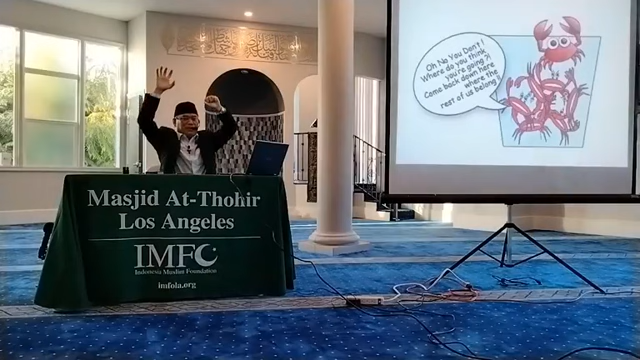 Masjid At-Thohir
Los Angeles
IMFC
Indonesia Muslim Foundation
imfola.org
Oh No You Don't!
Where do you think
you're going?!
Come back down here
where the
rest of us belong!